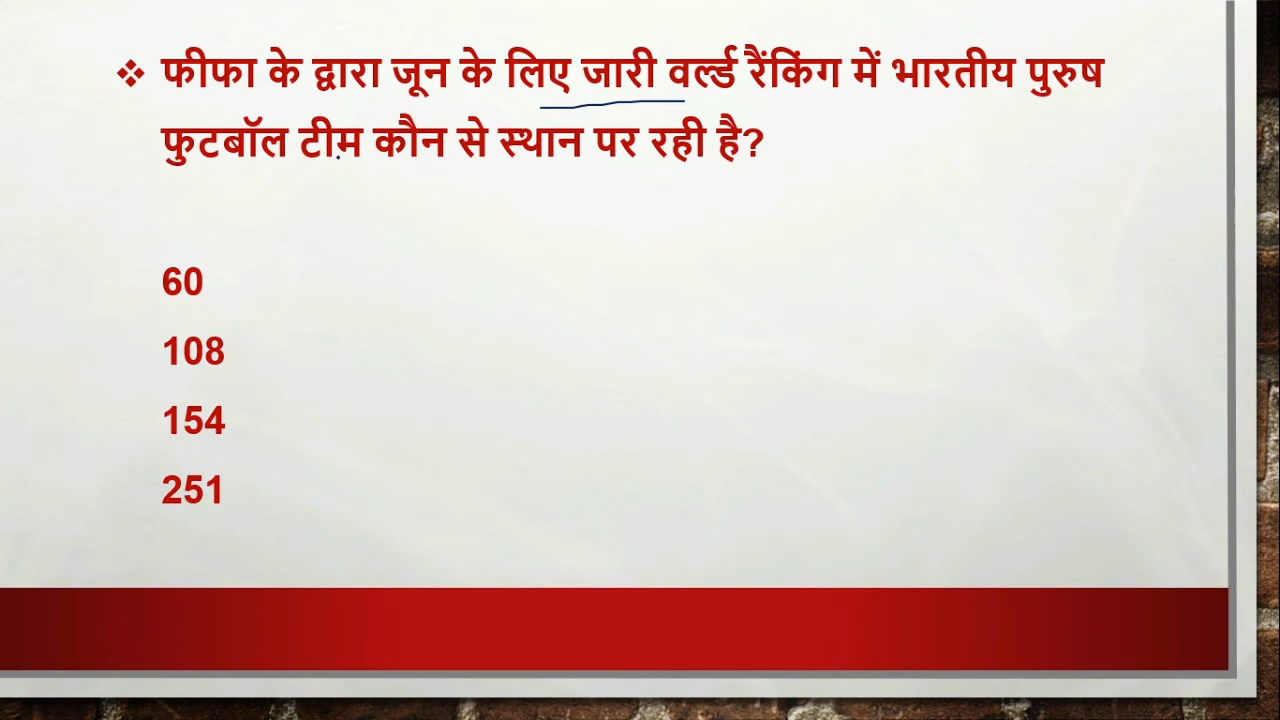 ❖ फीफा के द्वारा जून के लिए जारी वर्ल्ड रैंकिंग में भारतीय पुरुष
फुटबॉल टीम कौन से स्थान पर रही है?
60
108
154
251